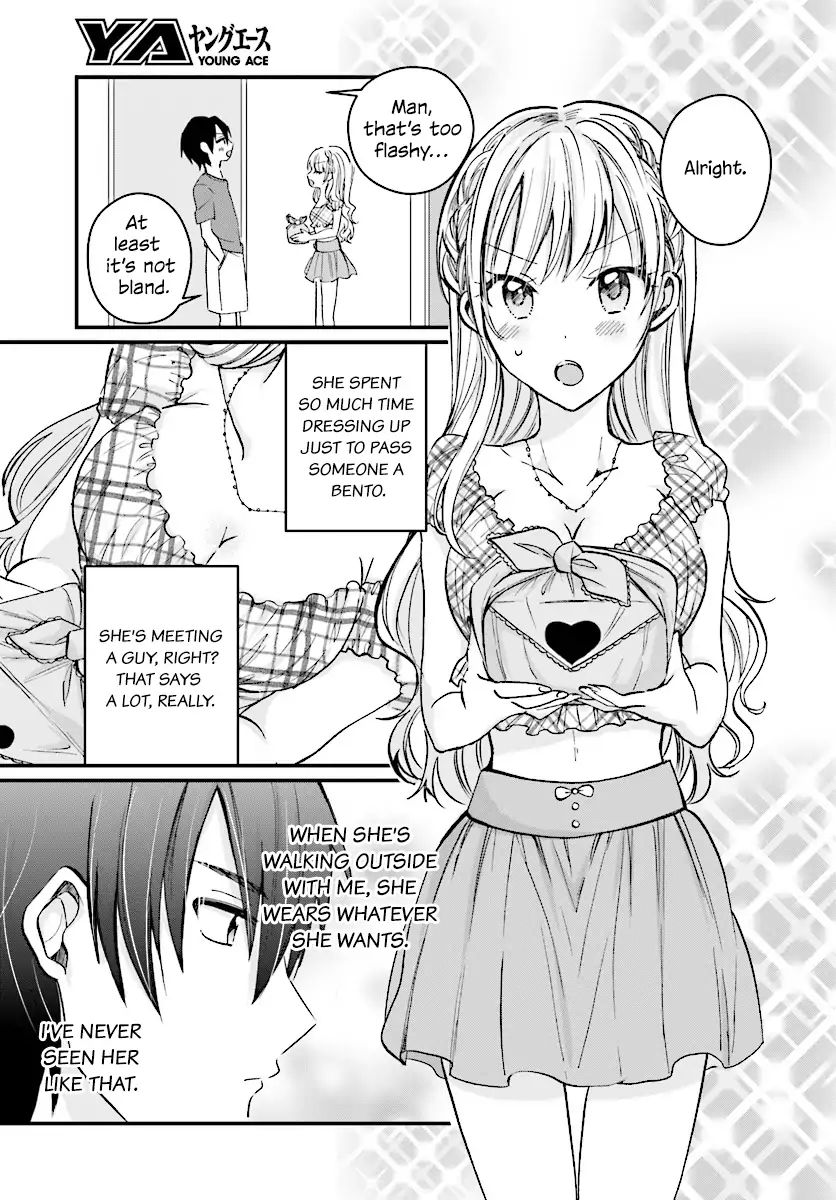 YA ヤングエース
YOUNG ACE
Alright.
Man,
that's too
flashy...
At
least
it's not
bland.
SHE SPENT
SO MUCH TIME
DRESSING UP
JUST TO PASS
SOMEONE A
BENTO.
SHE'S MEETING
A GUY, RIGHT?
THAT SAYS
A LOT, REALLY.
WHEN SHE'S
WALKING OUTSIDE
WITH ME, SHE
WEARS WHATEVER
SHE WANTS.
I'VE NEVER
SEEN HER
LIKE THAT.